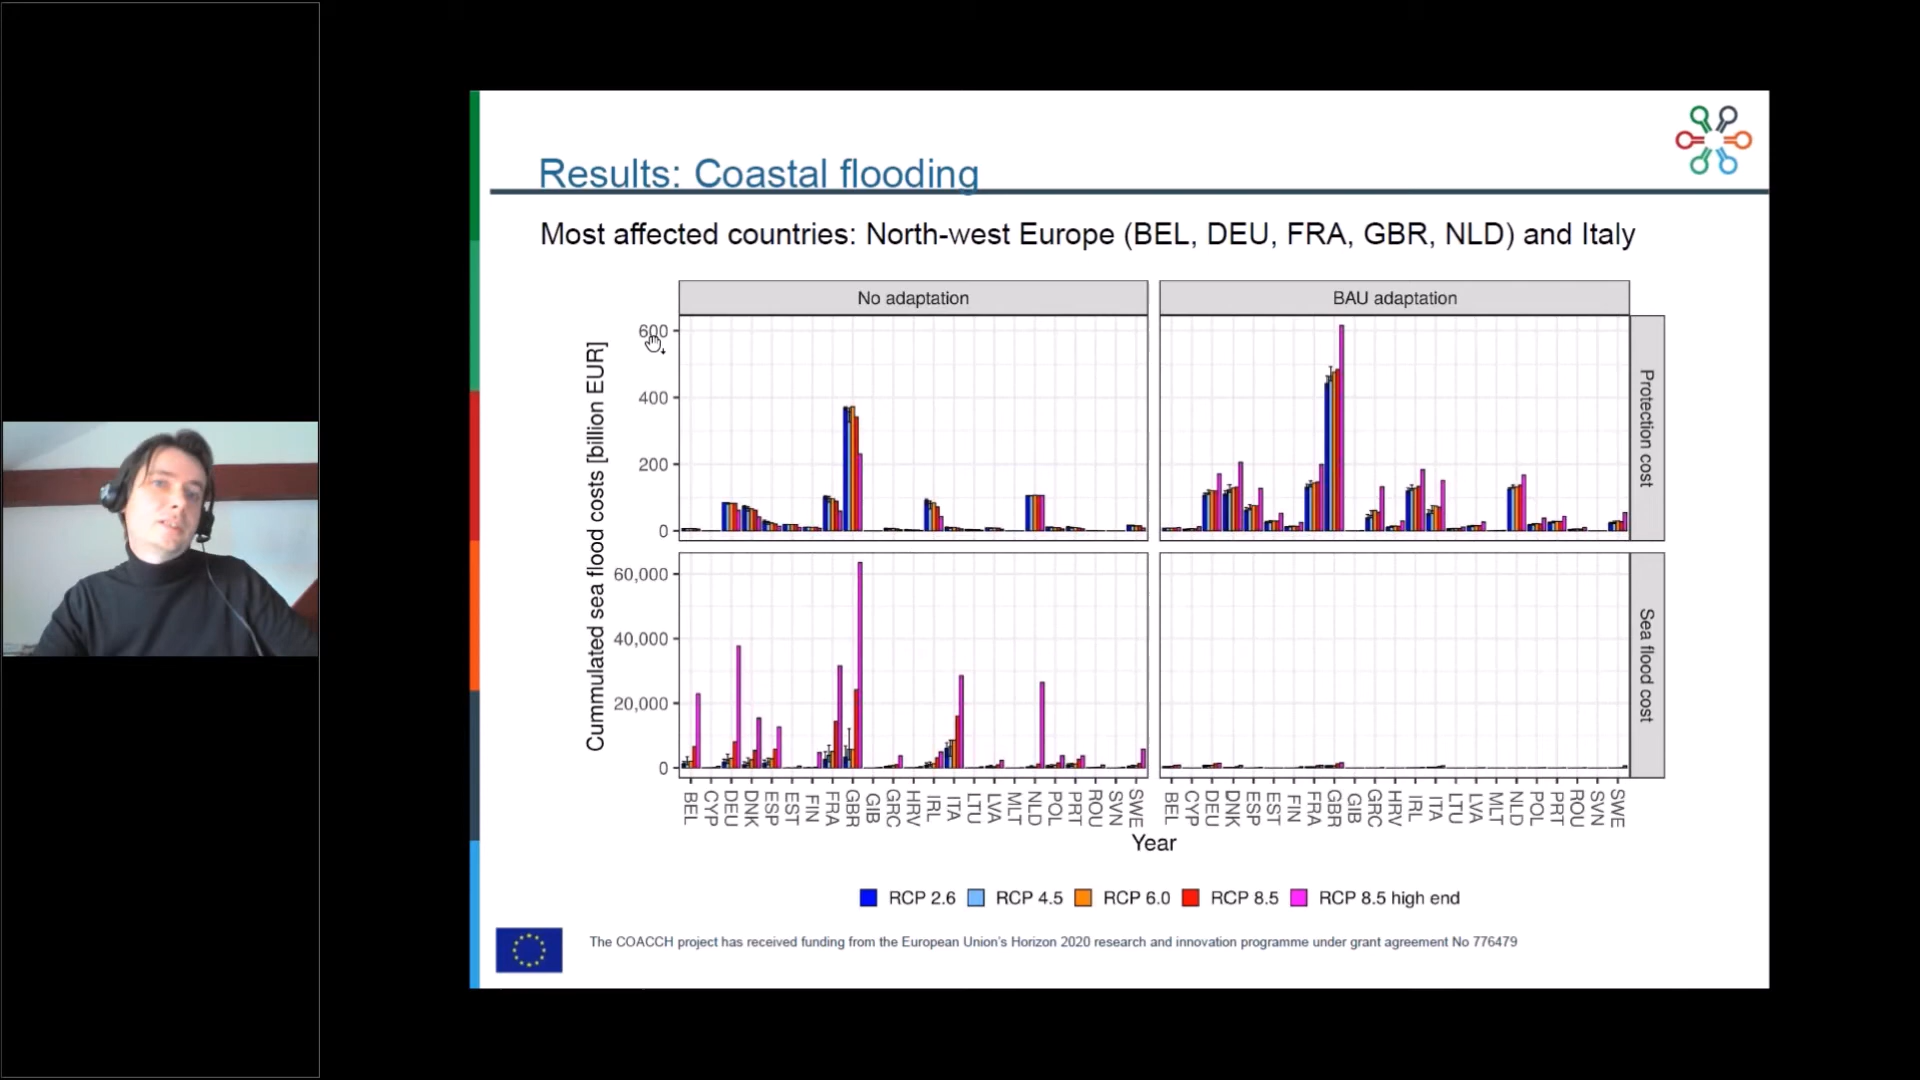 Results: Coastal flooding
Most affected countries: North-west Europe (BEL, DEU, FRA, GBR, NLD) and Italy
No adaptation
BAU adaptation
Cummulated sea flood costs [billion EUR]
600
400
200
0
Protection cost
60,000
40,000
20,000
0
Sea flood cost
BEL CYP DEU DNK ESP EST FIN FRA GBR GIB GRC HRV IRL ITA LTU LVA MLT NLD POL PRT ROU SVN SWE
BEL CYP DEU DNK ESP EST FIN FRA GBR GIB GRC HRV IRL ITA LTU LVA MLT NLD POL PRT ROU SVN SWE
Year
RCP 2.6 RCP 4.5 RCP 6.0 RCP 8.5 RCP 8.5 high end
The COACCH project has received funding from the European Union's Horizon 2020 research and innovation programme under grant agreement No 776479